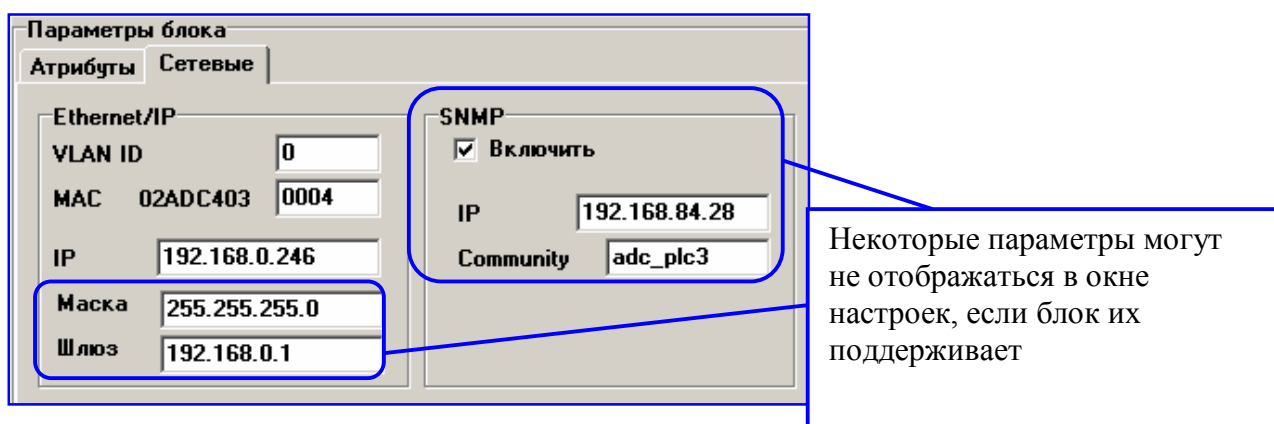 Параметры блока
Атрибуты Сетевые
Ethernet/IP
VLAN ID 0
MAC 02ADC403 0004
IP 192.168.0.246
Маска 255.255.255.0
Шлюз 192.168.0.1
SNMP
Включить
IP 192.168.84.28
Community adc_plc3
Некоторые параметры могут
не отображаться в окне
настроек, если блок их
поддерживает